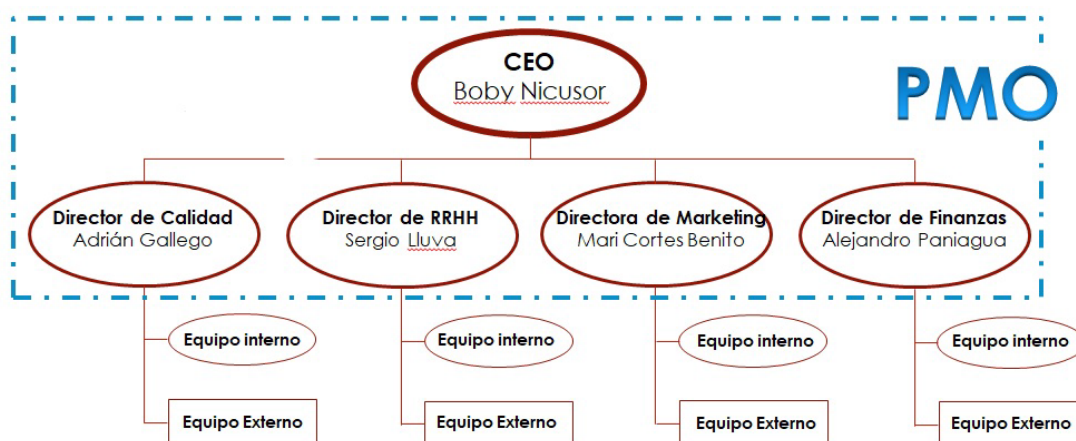 CEO
Boby Nicusor
PMO
Director de Calidad
Adrián Gallego
Director de RRHH
Sergio Lluva
Directora de Marketing
Mari Cortes Benito
Director de Finanzas
Alejandro Paniagua
Equipo interno
Equipo interno
Equipo interno
Equipo interno
Equipo Externo
Equipo Externo
Equipo Externo
Equipo Externo